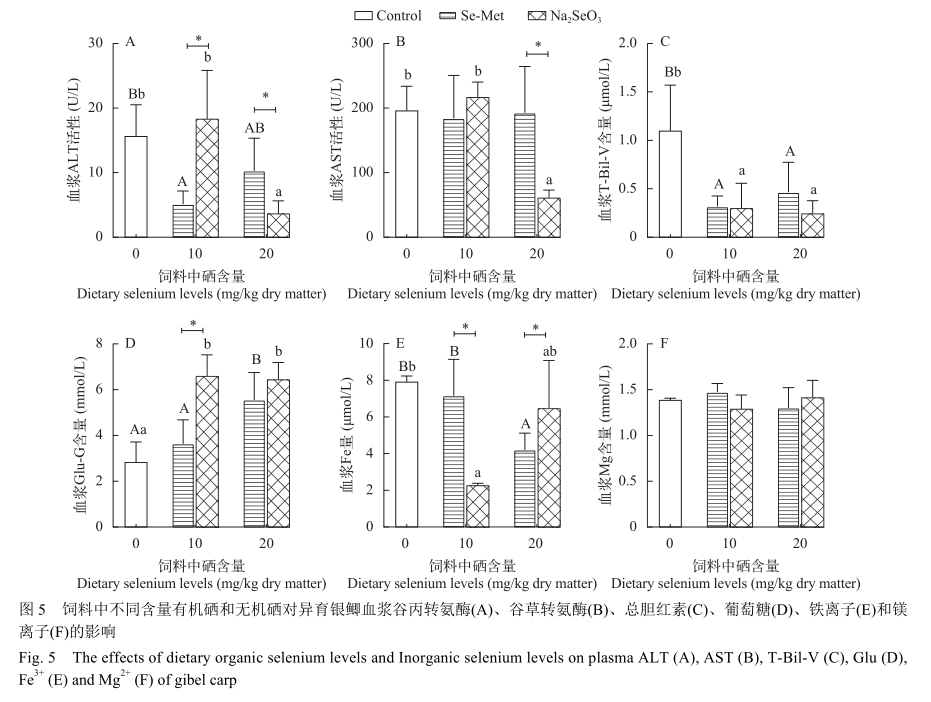 Control Se-Met Na₂SeO₃
A
血浆ALT活性 (U/L)
30
20
10
0
Bb
A
b
*
AB
a
*
0 10 20
饲料中硒含量
Dietary selenium levels (mg/kg dry matter)
B
血浆AST活性 (U/L)
300
200
100
0
b
b
a
*
0 10 20
饲料中硒含量
Dietary selenium levels (mg/kg dry matter)
C
血浆T-Bil-V含量 (μmol/L)
2.0
1.5
1.0
0.5
0
Bb
A
a
A
a
0 10 20
饲料中硒含量
Dietary selenium levels (mg/kg dry matter)
D
血浆Glu-G含量 (mmol/L)
8
6
4
2
0
Aa
A
b
*
B
b
0 10 20
饲料中硒含量
Dietary selenium levels (mg/kg dry matter)
E
血浆Fe量 (μmol/L)
10
8
6
4
2
0
Bb
B
a
*
A
ab
*
0 10 20
饲料中硒含量
Dietary selenium levels (mg/kg dry matter)
F
血浆Mg含量 (mmol/L)
2.0
1.5
1.0
0.5
0
0 10 20
饲料中硒含量
Dietary selenium levels (mg/kg dry matter)
图 5 饲料中不同含量有机硒和无机硒对异育银鲫血浆谷丙转氨酶(A)、谷草转氨酶(B)、总胆红素(C)、葡萄糖(D)、铁离子(E)和镁
离子(F)的影响
Fig. 5 The effects of dietary organic selenium levels and Inorganic selenium levels on plasma ALT (A), AST (B), T-Bil-V (C), Glu (D),
Fe³⁺ (E) and Mg²⁺ (F) of gibel carp